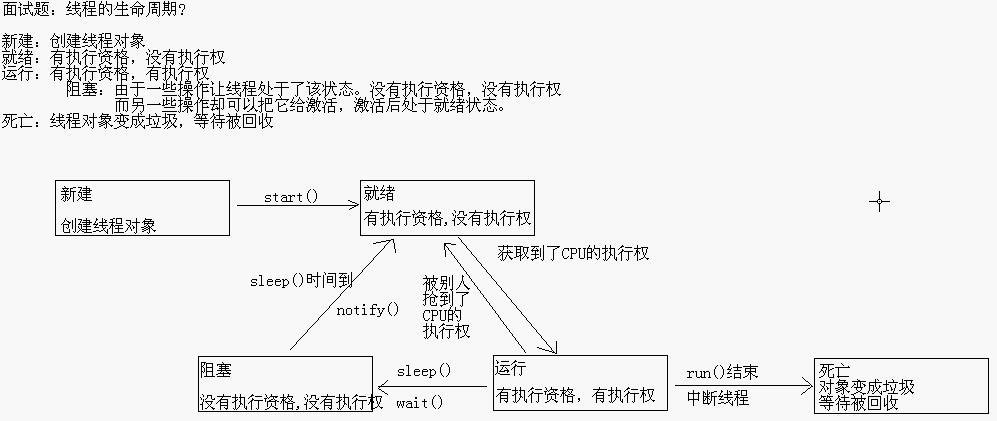 面试题：线程的生命周期?
新建：创建线程对象
就绪：有执行资格，没有执行权
运行：有执行资格，有执行权
阻塞：由于一些操作让线程处于了该状态。没有执行资格，没有执行权
而另一些操作却可以把它给激活，激活后处于就绪状态。
死亡：线程对象变成垃圾，等待被回收
新建
创建线程对象
start()
就绪
有执行资格,没有执行权
获取到了CPU的执行权
sleep()时间到
notify()
被别人
抢到了
CPU的
执行权
阻塞
没有执行资格,没有执行权
sleep()
wait()
运行
有执行资格，有执行权
run()结束
中断线程
死亡
对象变成垃圾
等待被回收